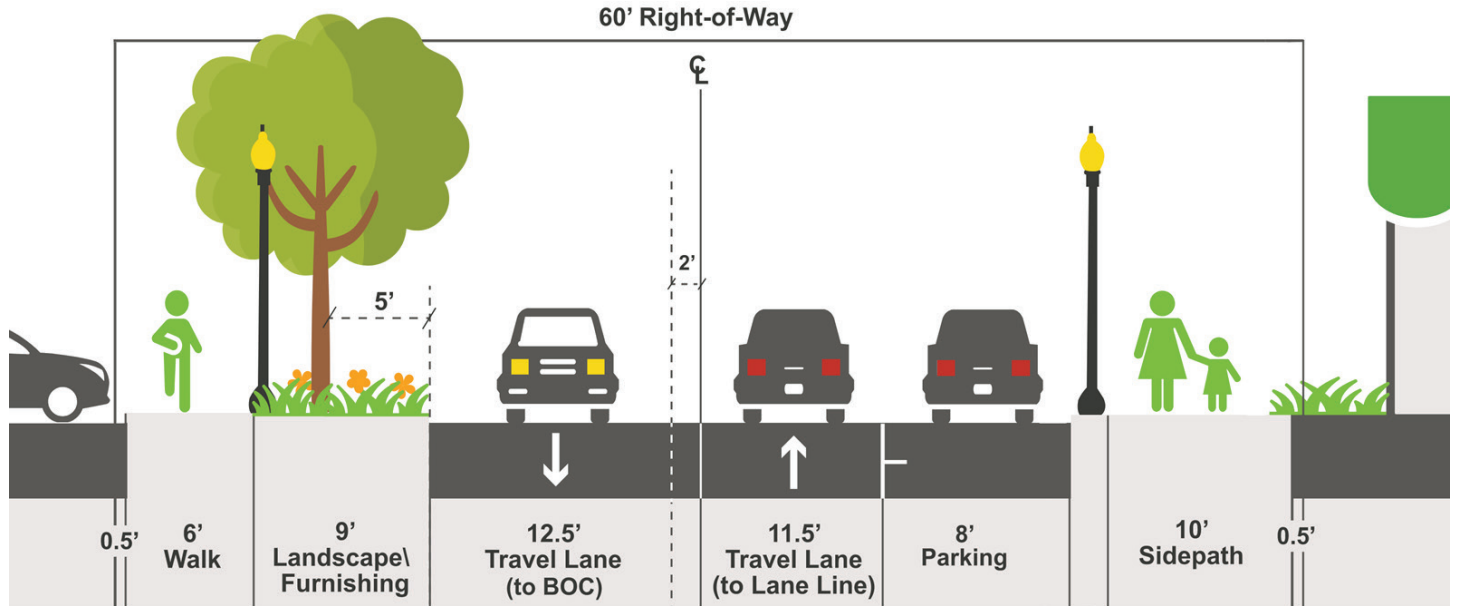 60’ Right-of-Way
℄
2’
5’
0.5’
6’
Walk
9’
Landscape\
Furnishing
12.5’
Travel Lane
(to BOC)
11.5’
Travel Lane
(to Lane Line)
8’
Parking
10’
Sidepath
0.5’